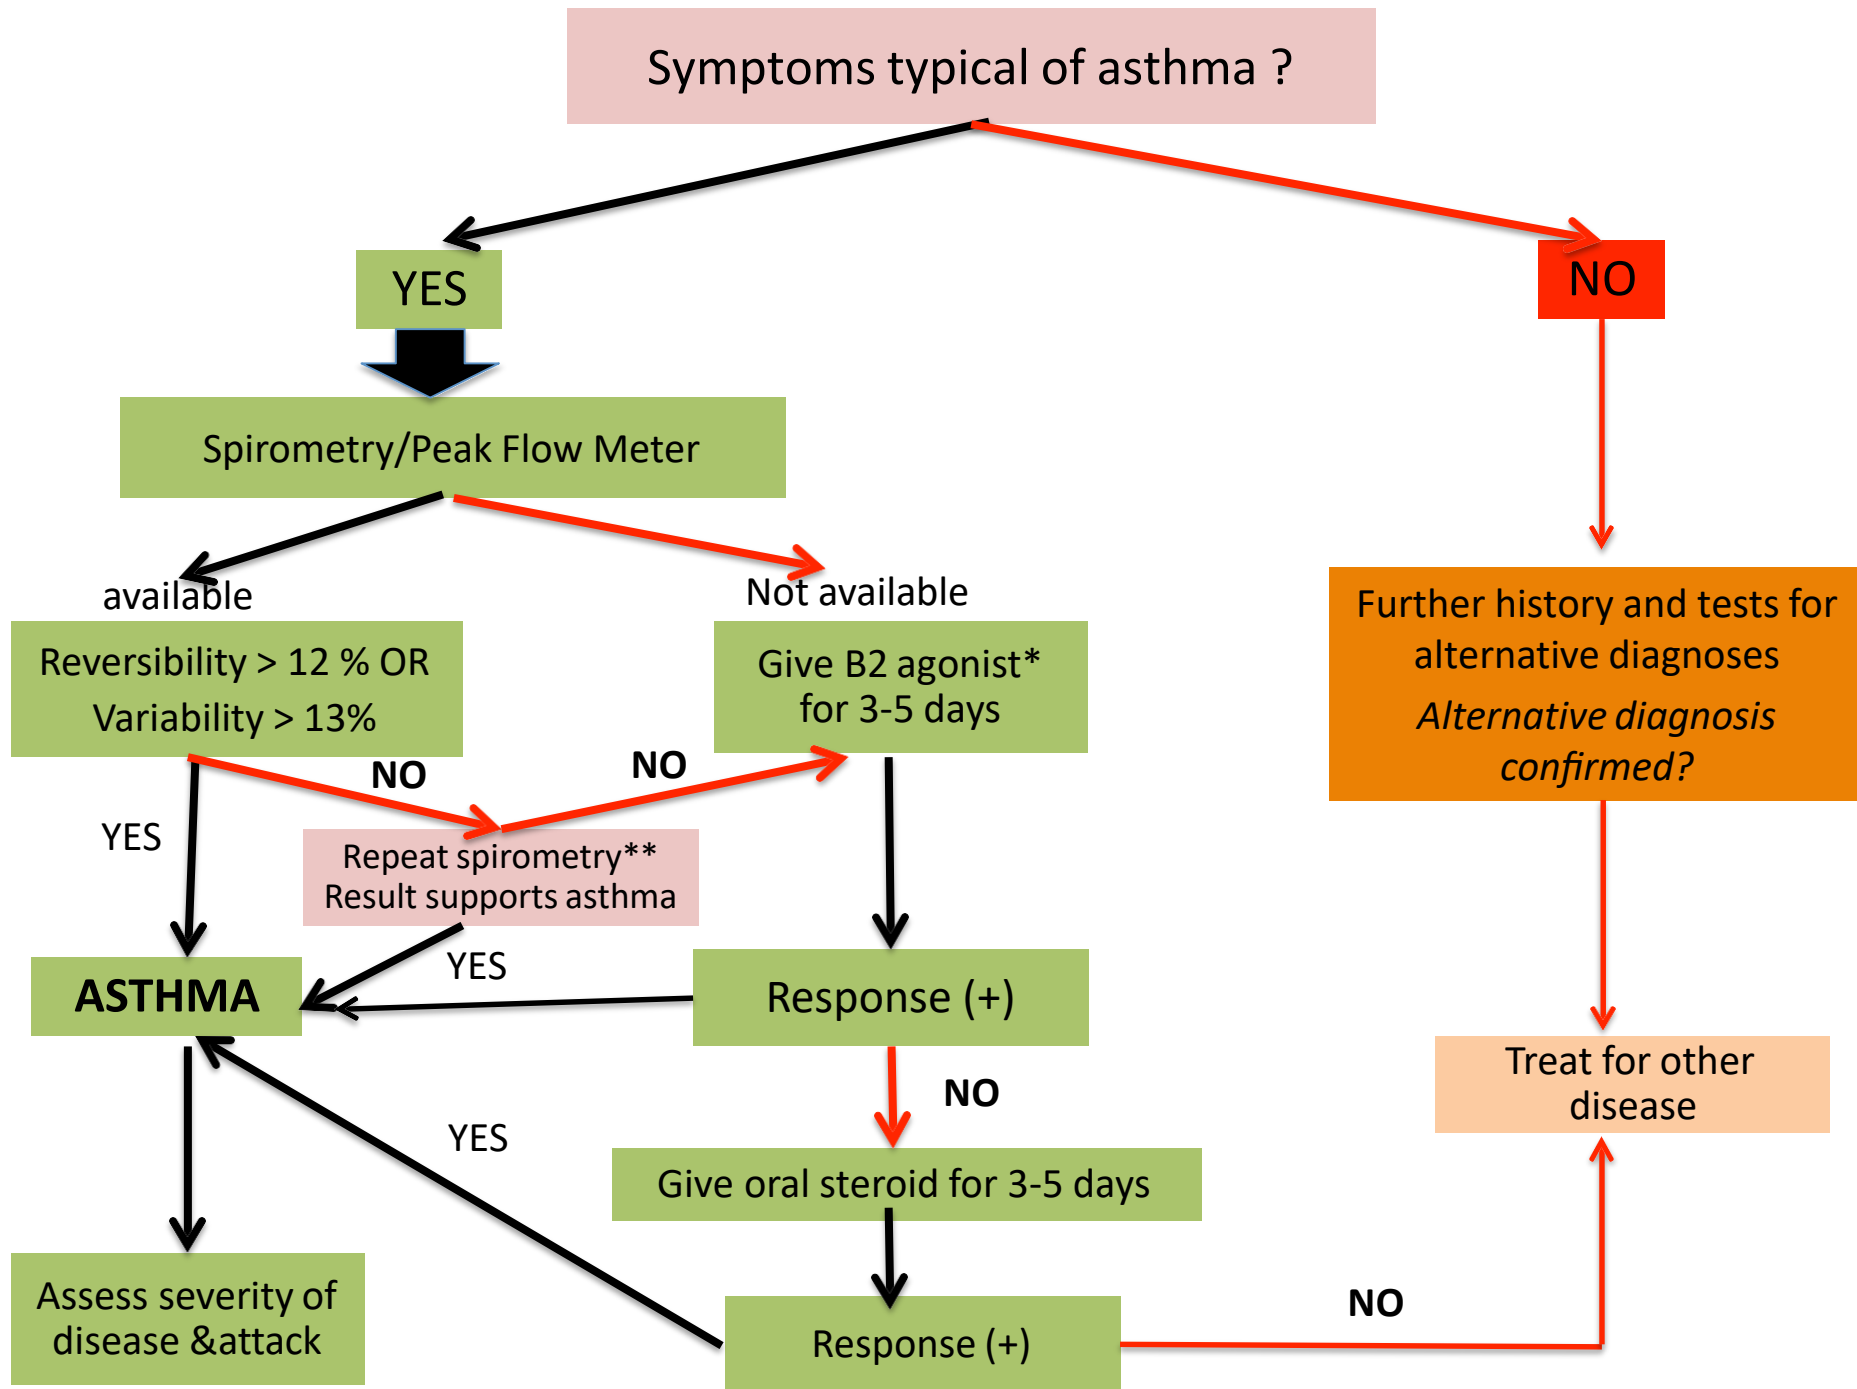 Symptoms typical of asthma ?
YES
NO
Spirometry/Peak Flow Meter
available
Not available
Reversibility > 12 % OR
Variability > 13%
Give B2 agonist*
for 3-5 days
Further history and tests for
alternative diagnoses
Alternative diagnosis
confirmed?
NO
NO
YES
Repeat spirometry**
Result supports asthma
YES
ASTHMA
Response (+)
NO
Treat for other
disease
YES
Give oral steroid for 3-5 days
Assess severity of
disease &attack
NO
Response (+)